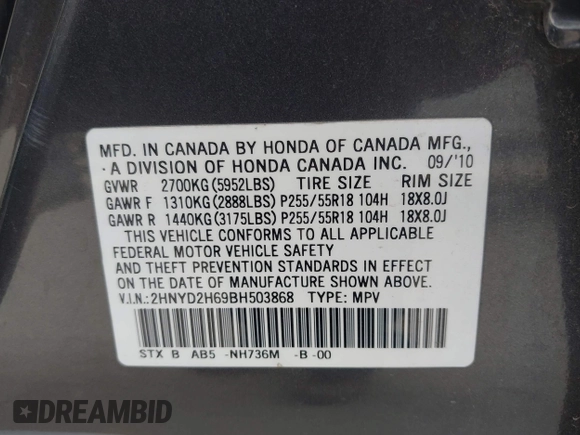 MFD. IN CANADA BY HONDA OF CANADA MFG.,
A DIVISION OF HONDA CANADA INC. 09/'10
GVWR 2700KG(5952LBS) TIRE SIZE RIM SIZE
GAWR F 1310KG(2888LBS) P255/55R18 104H 18X8.0J
GAWR R 1440KG(3175LBS) P255/55R18 104H 18X8.0J
THIS VEHICLE CONFORMS TO ALL APPLICABLE
FEDERAL MOTOR VEHICLE SAFETY
AND THEFT PREVENTION STANDARDS IN EFFECT
ON THE DATE OF MANUFACTURE SHOWN ABOVE.
V.I.N.:2HNYD2H69BH503868 TYPE: MPV
STX B AB5 -NH736M -B -00
DREAMBID